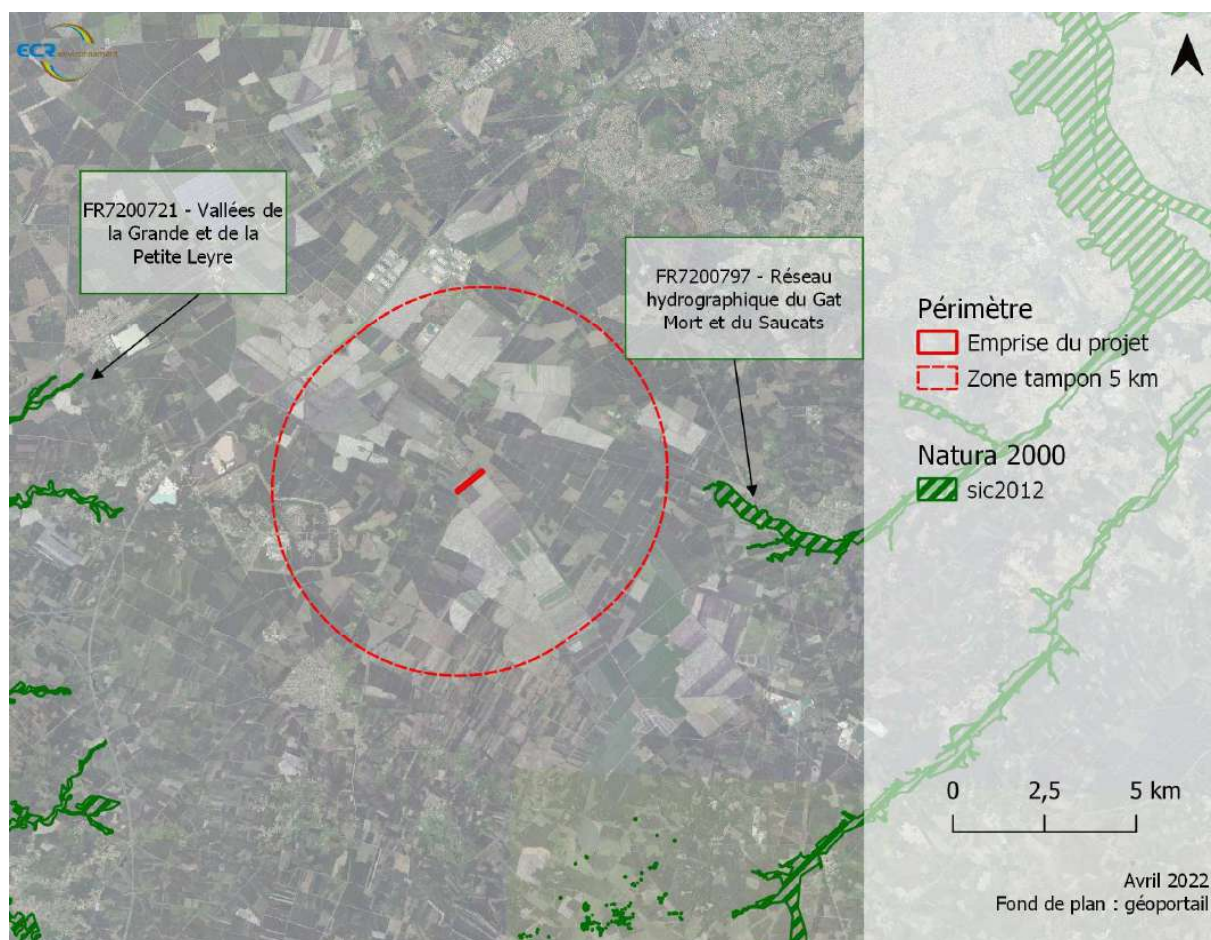 ECR environnement
FR7200721 - Vallées de
la Grande et de la
Petite Leyre
FR7200797 - Réseau
hydrographique du Gat
Mort et du Saucats
Périmètre
Emprise du projet
Zone tampon 5 km
Natura 2000
sic2012
0 2,5 5 km
Avril 2022
Fond de plan : géoportail